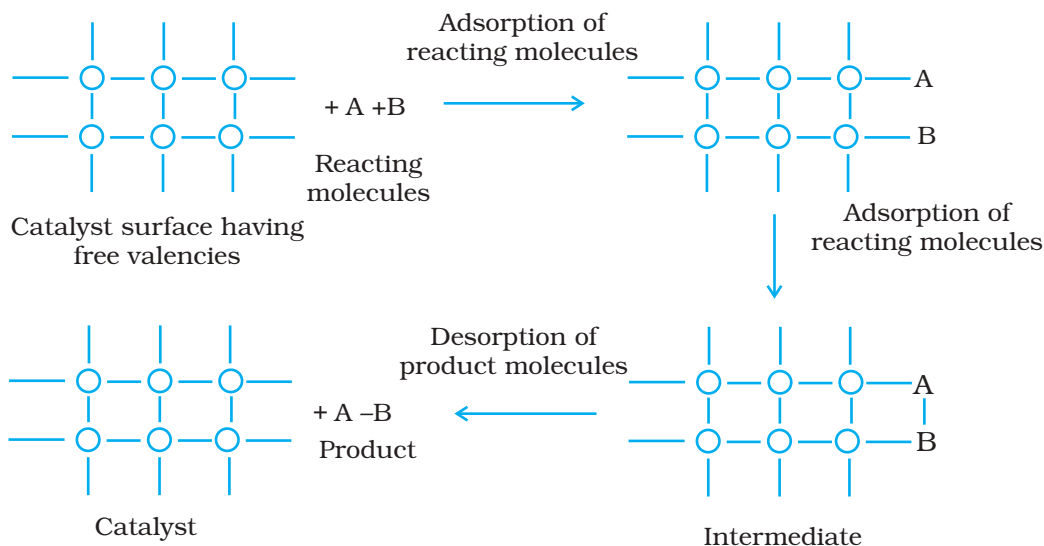 Adsorption of
reacting molecules
+ A +B
A
B
Reacting
molecules
Catalyst surface having
free valencies
Adsorption of
reacting molecules
Desorption of
product molecules
+ A –B
Product
A
B
Catalyst
Intermediate